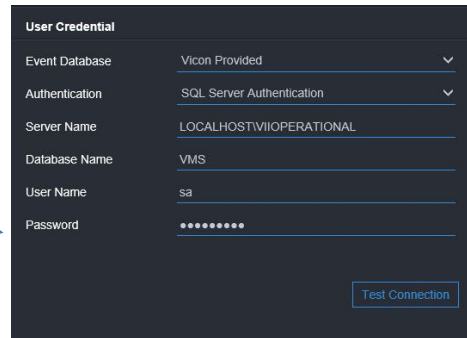 User Credential
Event Database Vicon Provided
Authentication SQL Server Authentication
Server Name LOCALHOST\VIIOPERATIONAL
Database Name VMS
User Name sa
Password •••••••••
Test Connection